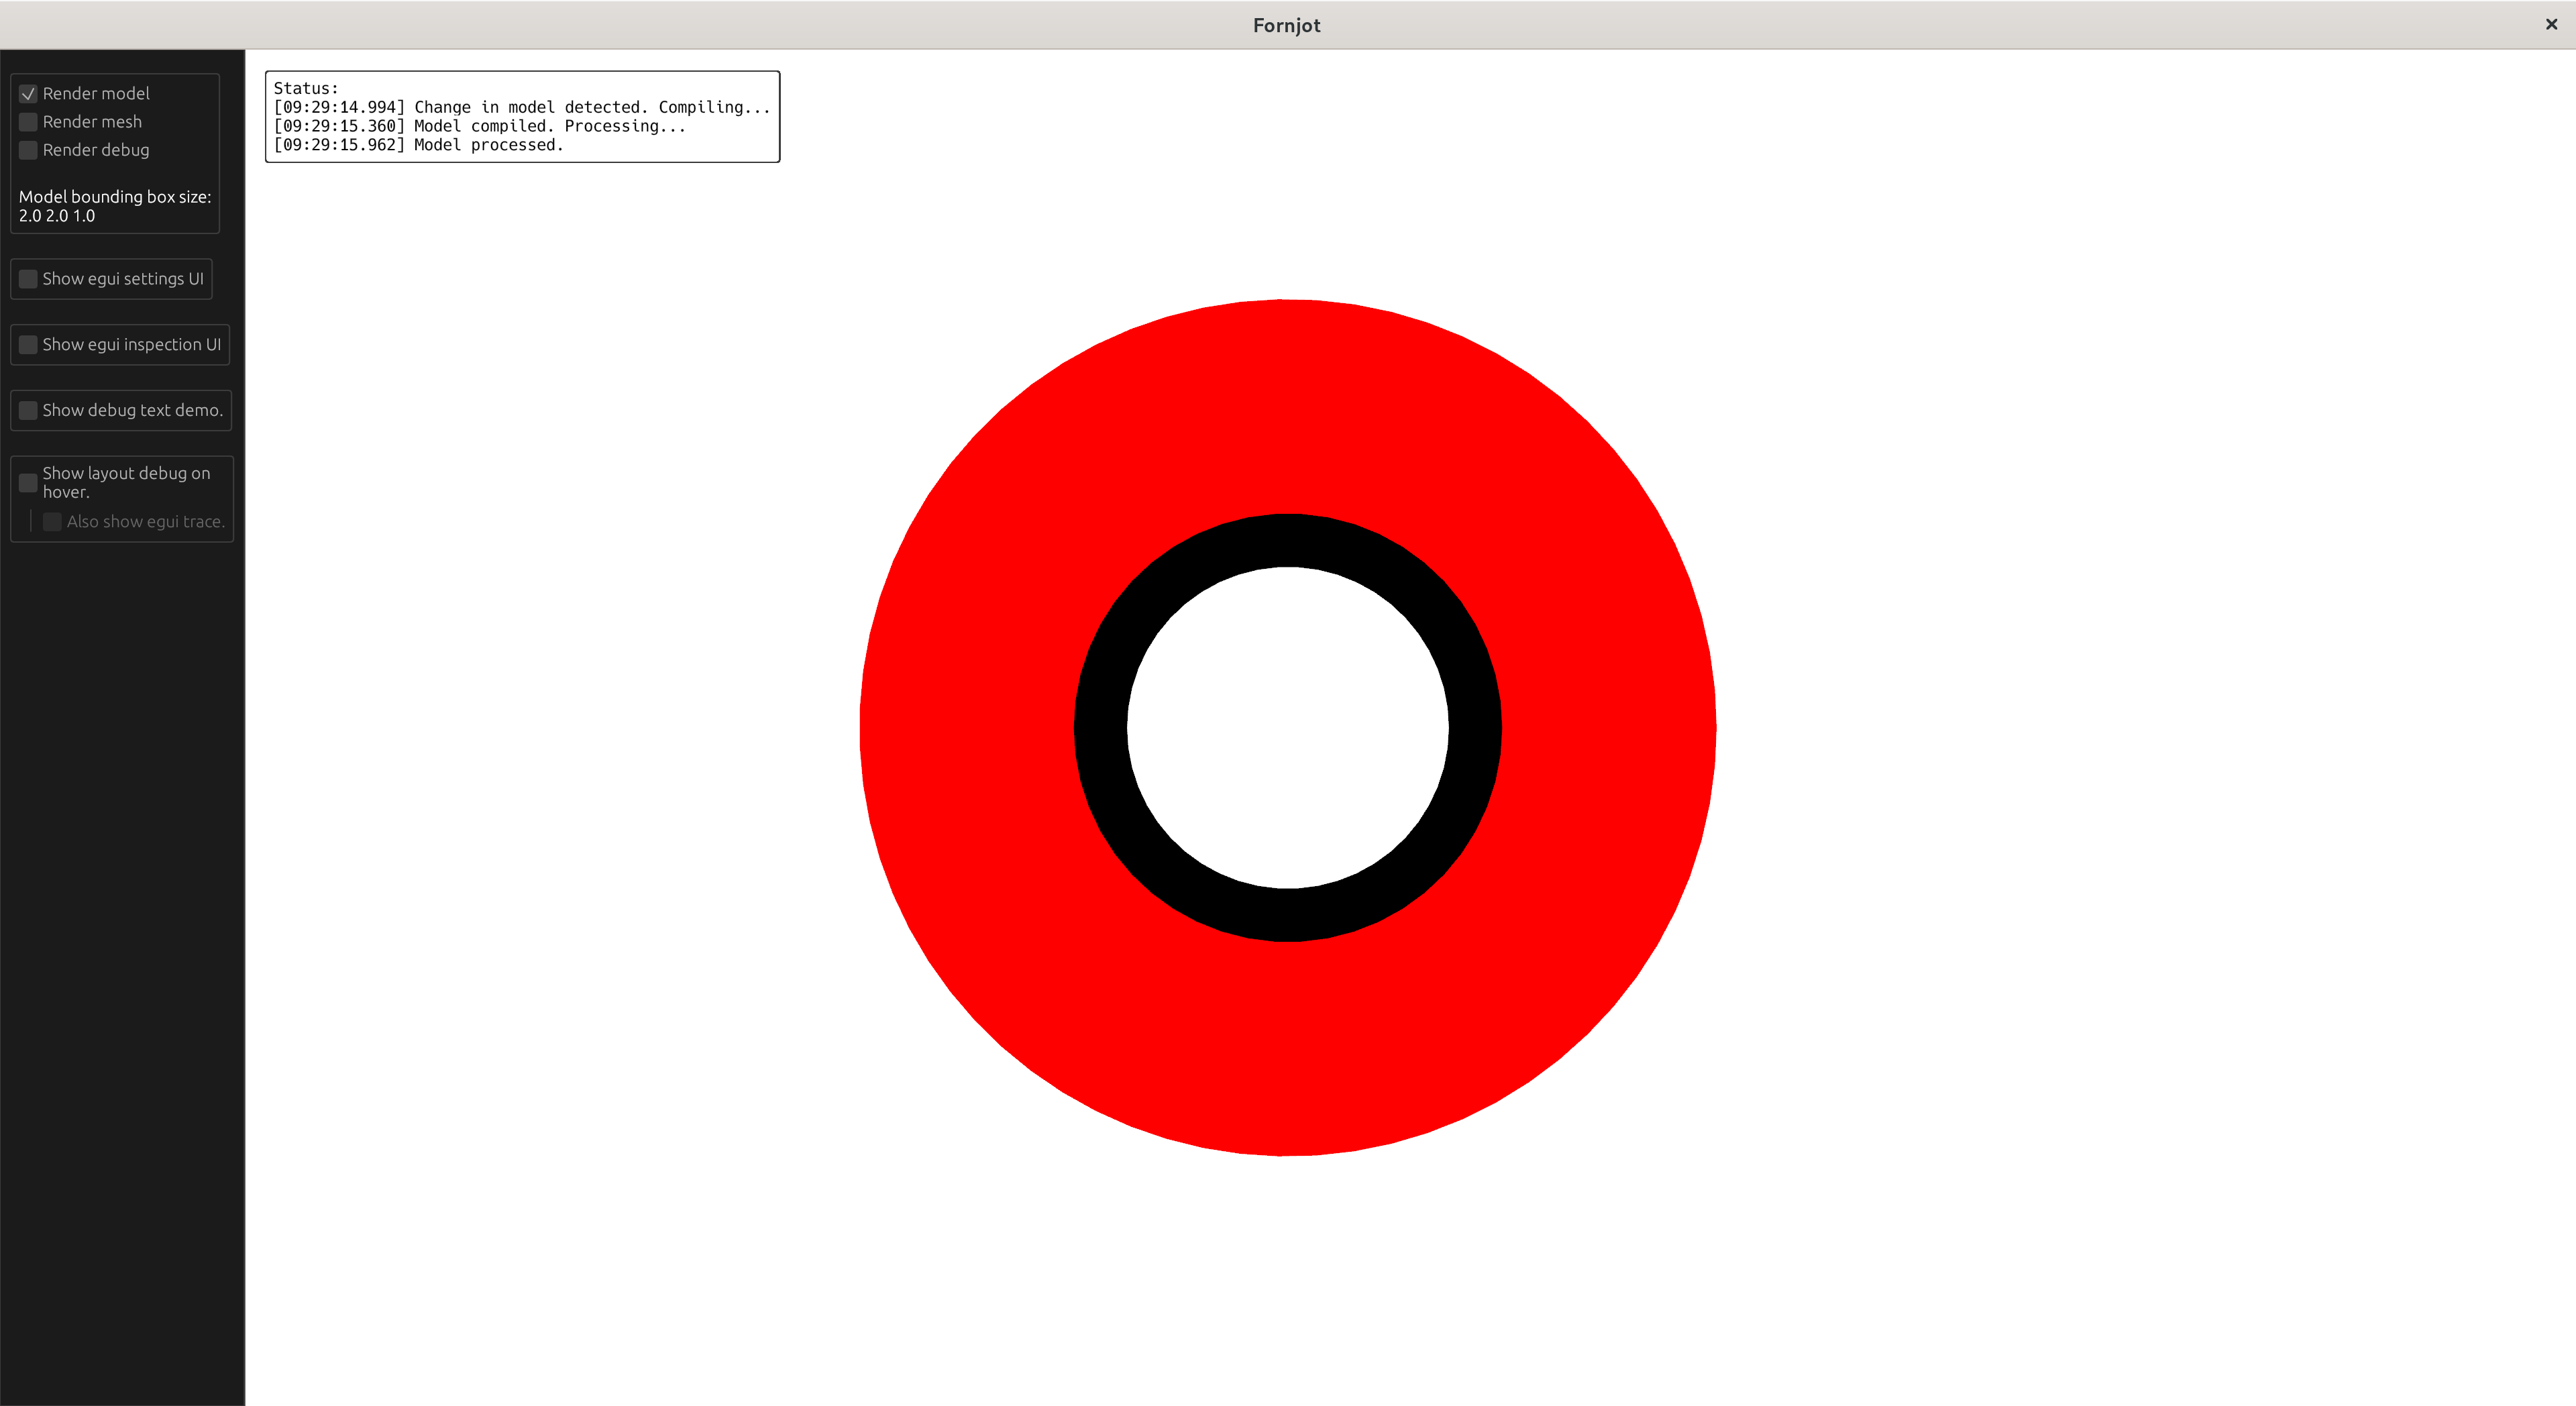 Fornjot
Render model
Render mesh
Render debug
Model bounding box size:
2.0 2.0 1.0
Show egui settings UI
Show egui inspection UI
Show debug text demo.
Show layout debug on
hover.
Also show egui trace.
Status:
[09:29:14.994] Change in model detected. Compiling...
[09:29:15.360] Model compiled. Processing...
[09:29:15.962] Model processed.